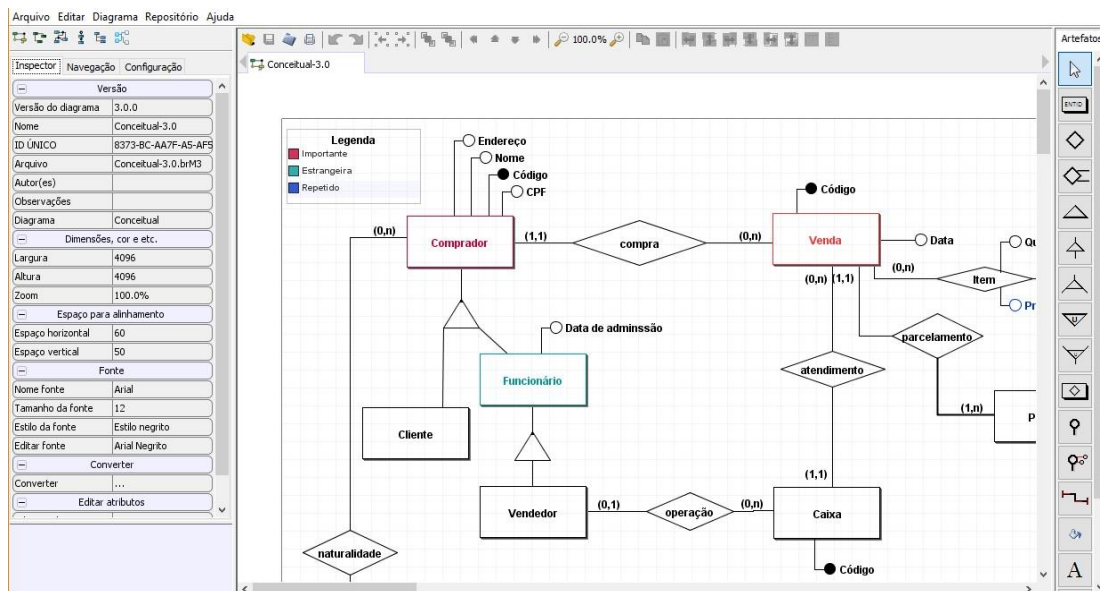 Arquivo Editar Diagrama Repositório Ajuda
Artefatos
100.0%
Inspector Navegação Configuração
Conceitual-3.0
Versão
Versão do diagrama 3.0.0
Nome Conceitual-3.0
ID ÚNICO 8373-BC-AA7F-A5-AF5
Arquivo Conceitual-3.0.brM3
Autor(es)
Observações
Diagrama Conceitual
Dimensões, cor e etc.
Largura 4096
Altura 4096
Zoom 100.0%
Espaço para alinhamento
Espaço horizontal 60
Espaço vertical 50
Fonte
Nome fonte Arial
Tamanho da fonte 12
Estilo da fonte Estilo negrito
Editar fonte Arial Negrito
Converter
Converter ...
Editar atributos
Legenda
Importante
Estrangeira
Repetido
Endereço
Nome
Código
CPF
Código
(0,n) Comprador (1,1) compra (0,n) Venda Data
Qu
(0,n)
(0,n) (1,1) Item
Pr
Data de adminssão
parcelamento
atendimento
Funcionário
(1,n) P
Cliente
(1,1)
Vendedor (0,1) operação (0,n) Caixa
naturalidade
Código
ENTID
U
A